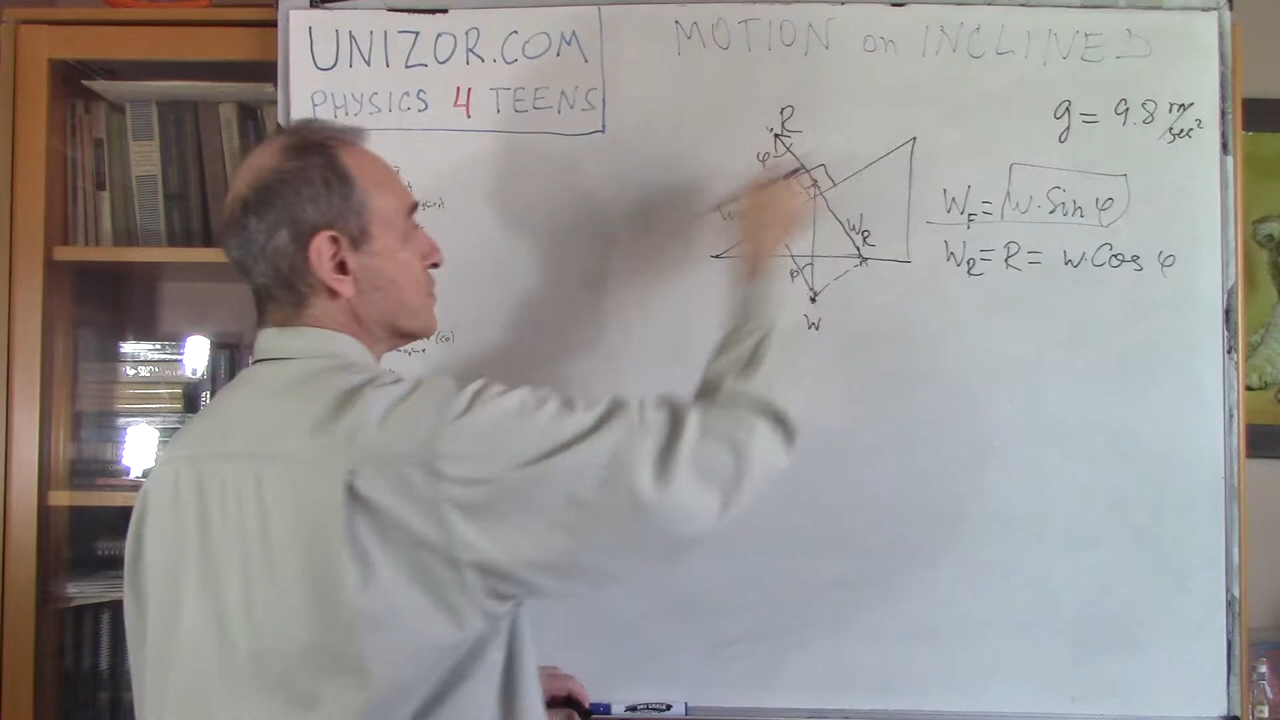 UNIZOR.COM
PHYSICS 4 TEENS
MOTION on INCLINED
g = 9.8 m/sec²
R
φ
W_F = W·Sin φ
W_R
W_R = R = W·Cos φ
φ
W